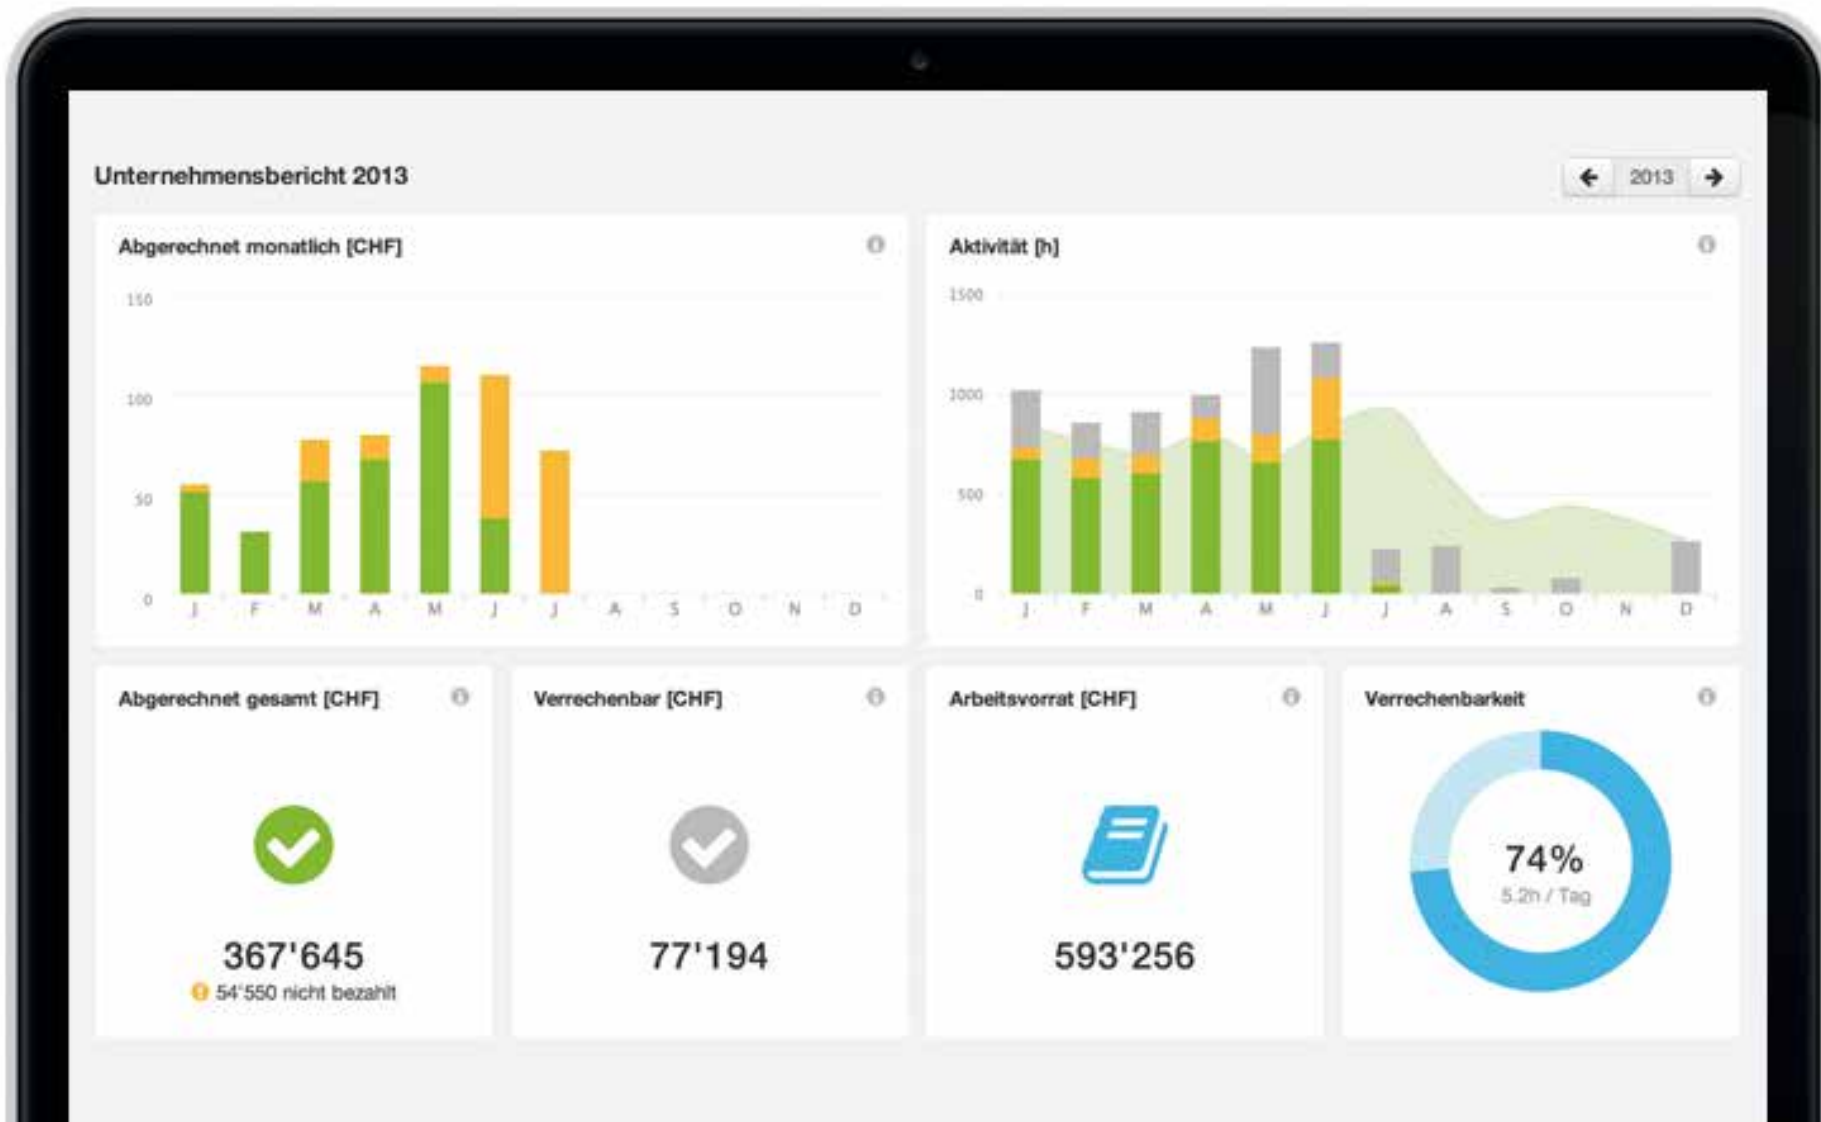 Unternehmensbericht 2013
2013
Abgerechnet monatlich [CHF]
150
100
50
0
J F M A M J J A S O N D
Aktivität [h]
1500
1000
500
0
J F M A M J J A S O N D
Abgerechnet gesamt [CHF]
367'645
54'550 nicht bezahlt
Verrechenbar [CHF]
77'194
Arbeitsvorrat [CHF]
593'256
Verrechenbarkeit
74%
5.2h / Tag